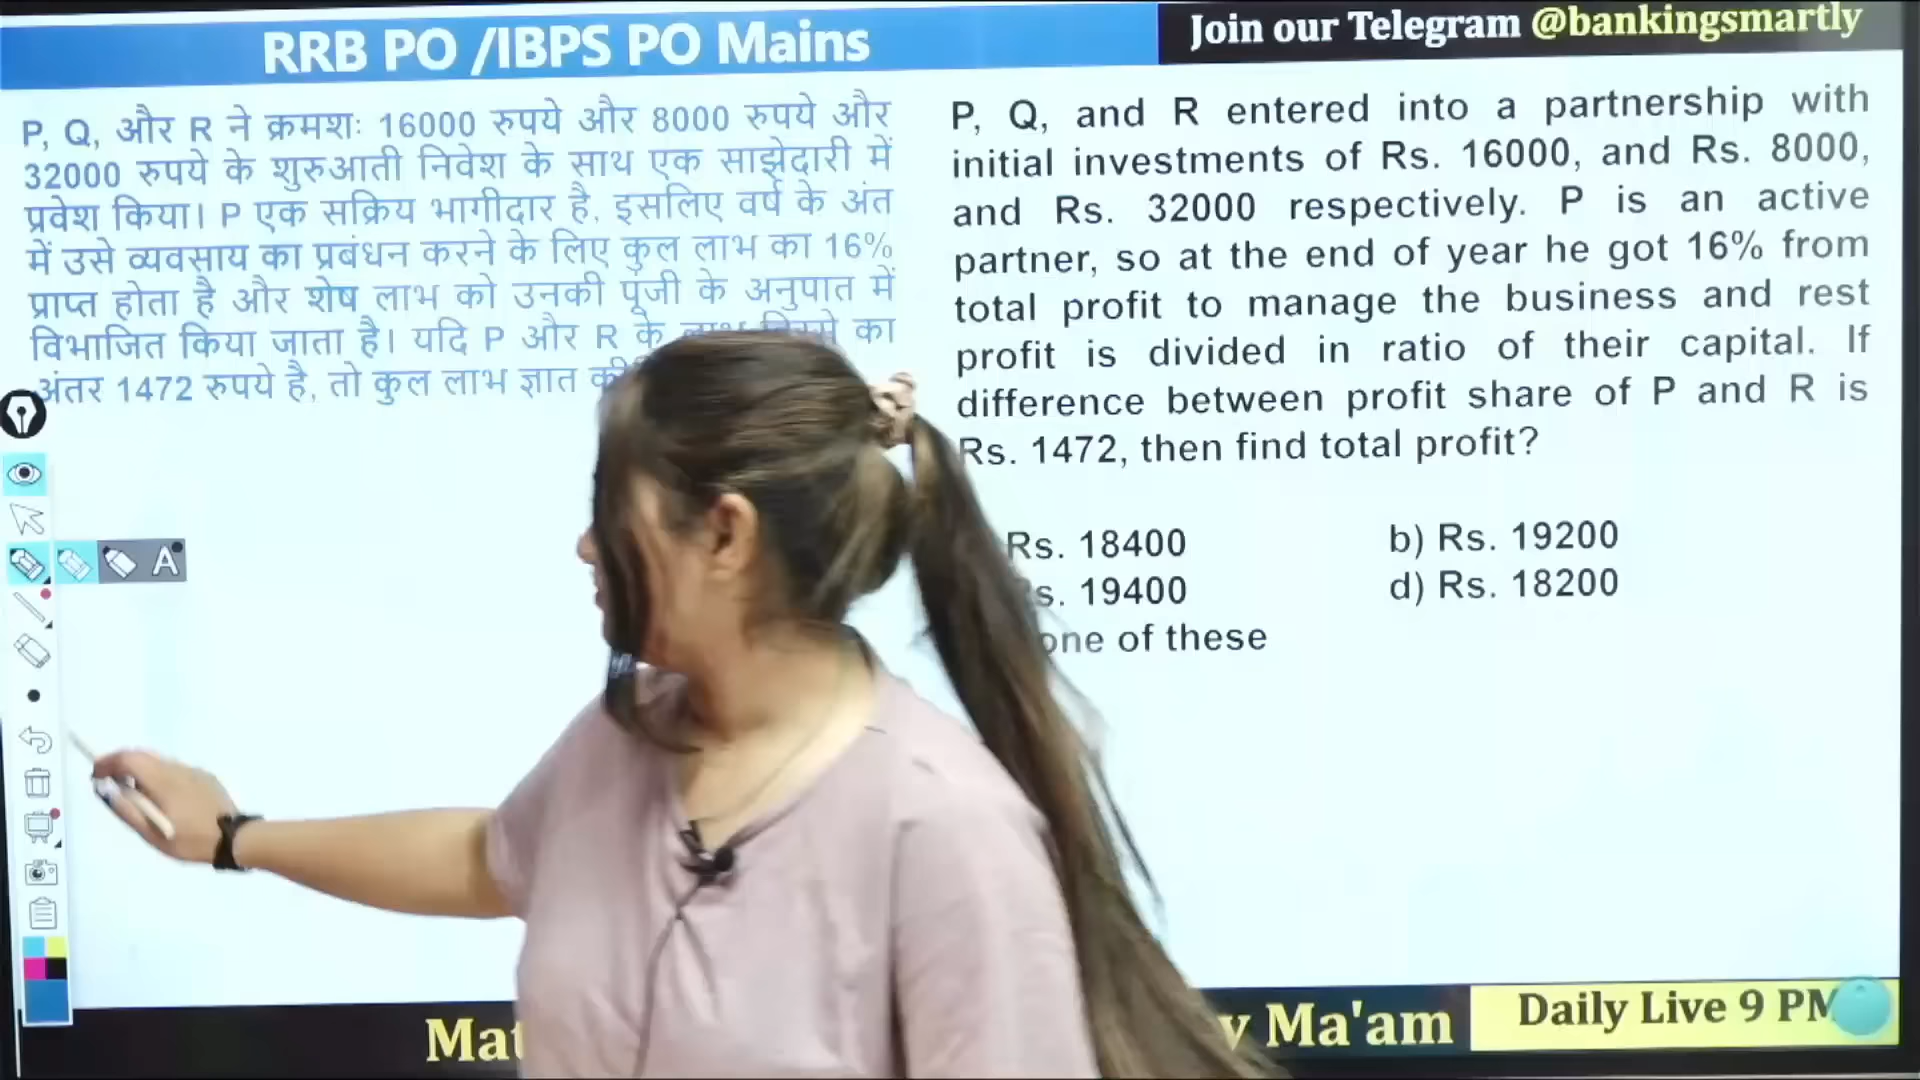 RRB PO /IBPS PO Mains
Join our Telegram @bankingsmartly
P, Q, और R ने क्रमशः 16000 रुपये और 8000 रुपये और
32000 रुपये के शुरुआती निवेश के साथ एक साझेदारी में
प्रवेश किया। P एक सक्रिय भागीदार है, इसलिए वर्ष के अंत
में उसे व्यवसाय का प्रबंधन करने के लिए कुल लाभ का 16%
प्राप्त होता है और शेष लाभ को उनकी पूंजी के अनुपात में
विभाजित किया जाता है। यदि P और R के का
अंतर 1472 रुपये है, तो कुल लाभ ज्ञात
P, Q, and R entered into a partnership with
initial investments of Rs. 16000, and Rs. 8000,
and Rs. 32000 respectively. P is an active
partner, so at the end of year he got 16% from
total profit to manage the business and rest
profit is divided in ratio of their capital. If
difference between profit share of P and R is
Rs. 1472, then find total profit?
Rs. 18400 b) Rs. 19200
s. 19400 d) Rs. 18200
one of these
A
Mat
y Ma'am
Daily Live 9 PM